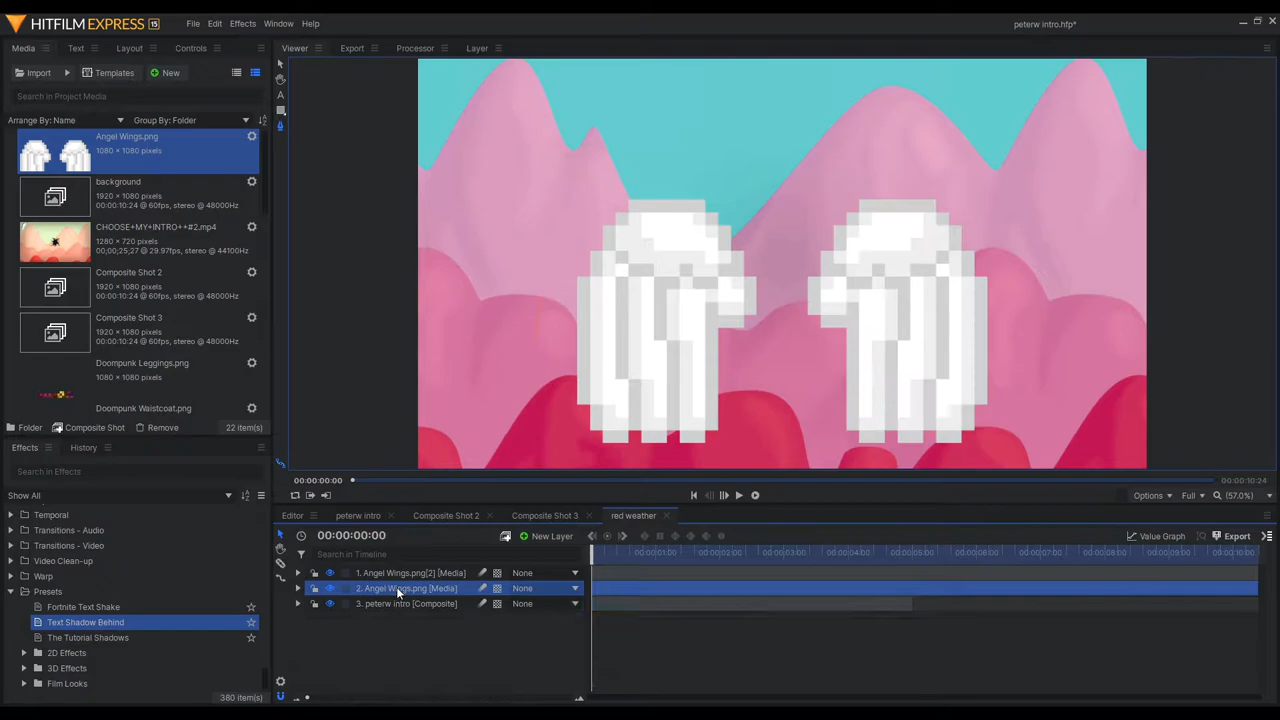 HITFILM EXPRESS 15 File Edit Effects Window Help peterw intro.hfp*
Media Text Layout Controls
Import Templates New
Search in Project Media
Arrange By: Name Group By: Folder
Angel Wings.png
1080 × 1080 pixels
background
1920 × 1080 pixels
00:00:10:24 @ 60fps, stereo @ 48000Hz
CHOOSE+MY+INTRO++#2.mp4
1280 × 720 pixels
00;00;25;27 @ 29.97fps, stereo @ 44100Hz
Composite Shot 2
1920 × 1080 pixels
00:00:10:24 @ 60fps, stereo @ 48000Hz
Composite Shot 3
1920 × 1080 pixels
00:00:10:24 @ 60fps, stereo @ 48000Hz
Doompunk Leggings.png
1080 × 1080 pixels
Doompunk Waistcoat.png
Folder Composite Shot Remove 22 item(s)
Effects History
Search in Effects
Show All
Temporal
Transitions - Audio
Transitions - Video
Video Clean-up
Warp
Presets
Fortnite Text Shake
Text Shadow Behind
The Tutorial Shadows
2D Effects
3D Effects
Film Looks
380 item(s)
Viewer Export Processor Layer
00:00:00:00 00:00:10:24
Options Full (57.0%)
Editor peterw intro Composite Shot 2 Composite Shot 3 red weather
00:00:00:00 New Layer Value Graph Export
Search in Timeline
00:00:01:00 00:00:02:00 00:00:03:00 00:00:04:00 00:00:05:00 00:00:06:00 00:00:07:00 00:00:08:00 00:00:09:00 00:00:10:00
1. Angel Wings.png[2] [Media] None
2. Angel Wings.png [Media] None
3. peterw intro [Composite] None